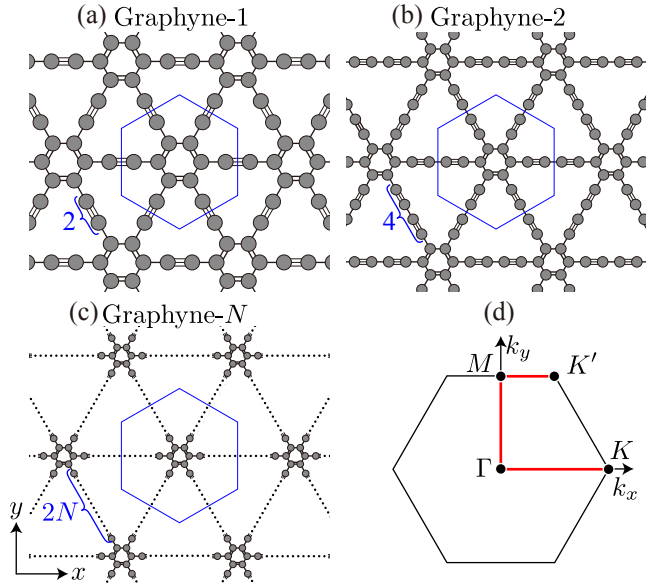 (a) Graphyne-1
(b) Graphyne-2
2
4
(c) Graphyne-N
(d)
2N
y
x
k_y
M
K′
Γ
K
k_x